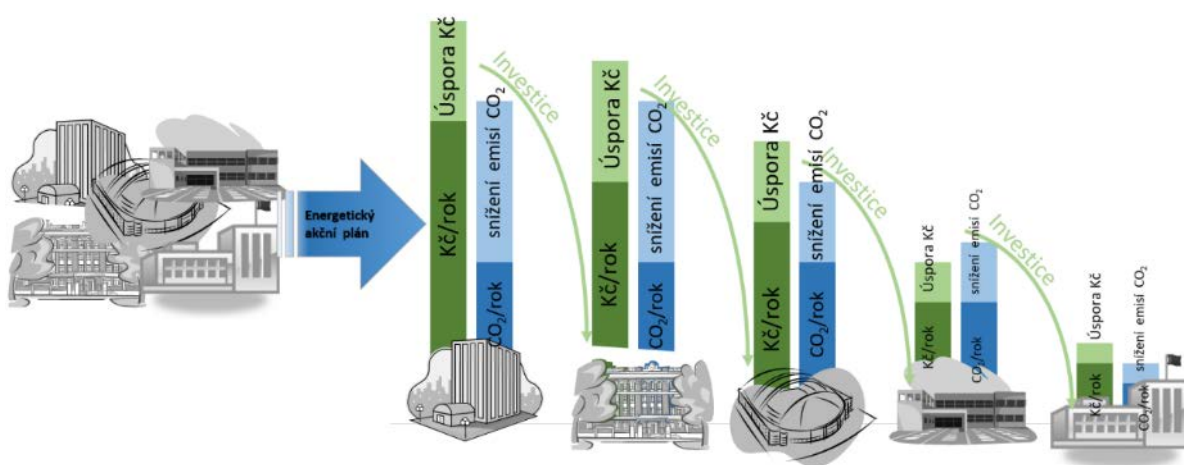 Energetický
akční plán
Úspora Kč
Kč/rok
snížení emisí CO₂
CO₂/rok
Investice
Úspora Kč
Kč/rok
snížení emisí CO₂
CO₂/rok
Investice
Úspora Kč
Kč/rok
snížení emisí CO₂
CO₂/rok
Investice
Úspora Kč
Kč/rok
snížení emisí CO₂
CO₂/rok
Investice
Úspora Kč
Kč/rok
snížení emisí CO₂
CO₂/rok